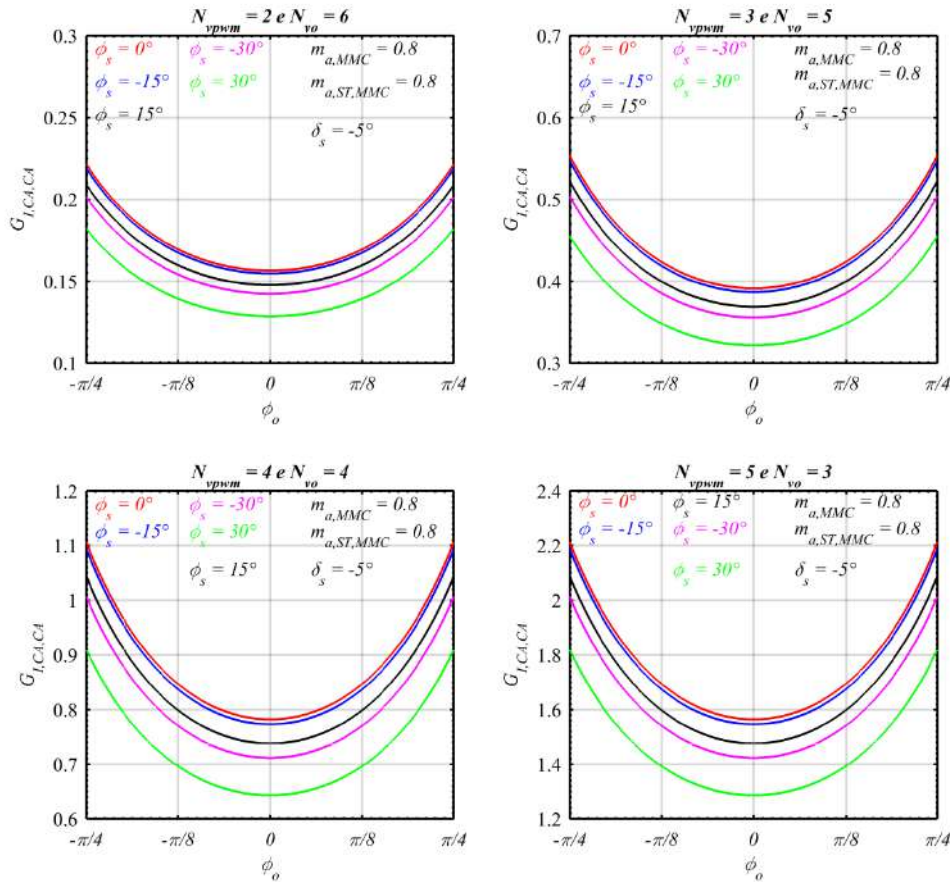 N_vpwm = 2 e N_vo = 6
ϕ_s = 0° ϕ_s = -30° m_a,MMC = 0.8
ϕ_s = -15° ϕ_s = 30° m_a,ST,MMC = 0.8
ϕ_s = 15° δ_s = -5°
G_I,CA,CA
0.3
0.25
0.2
0.15
0.1
-π/4 -π/8 0 π/8 π/4
ϕ_o
N_vpwm = 3 e N_vo = 5
ϕ_s = 0° ϕ_s = -30° m_a,MMC = 0.8
ϕ_s = -15° ϕ_s = 30° m_a,ST,MMC = 0.8
ϕ_s = 15° δ_s = -5°
G_I,CA,CA
0.7
0.6
0.5
0.4
0.3
-π/4 -π/8 0 π/8 π/4
ϕ_o
N_vpwm = 4 e N_vo = 4
ϕ_s = 0° ϕ_s = -30° m_a,MMC = 0.8
ϕ_s = -15° ϕ_s = 30° m_a,ST,MMC = 0.8
ϕ_s = 15° δ_s = -5°
G_I,CA,CA
1.2
1.1
1
0.9
0.8
0.7
0.6
-π/4 -π/8 0 π/8 π/4
ϕ_o
N_vpwm = 5 e N_vo = 3
ϕ_s = 0° ϕ_s = 15° m_a,MMC = 0.8
ϕ_s = -15° ϕ_s = -30° m_a,ST,MMC = 0.8
ϕ_s = 30° δ_s = -5°
G_I,CA,CA
2.4
2.2
2
1.8
1.6
1.4
1.2
-π/4 -π/8 0 π/8 π/4
ϕ_o